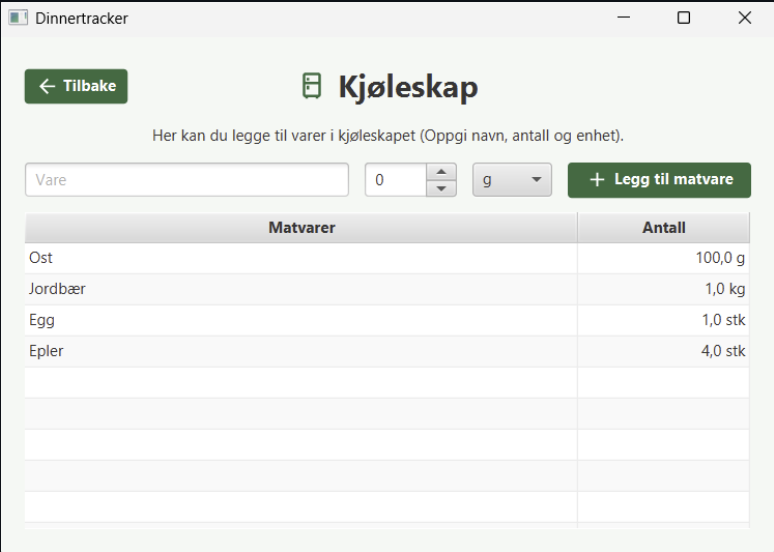 Dinnertracker
Tilbake
Kjøleskap
Her kan du legge til varer i kjøleskapet (Oppgi navn, antall og enhet).
Vare 0 g + Legg til matvare
Matvarer Antall
Ost 100,0 g
Jordbær 1,0 kg
Egg 1,0 stk
Epler 4,0 stk